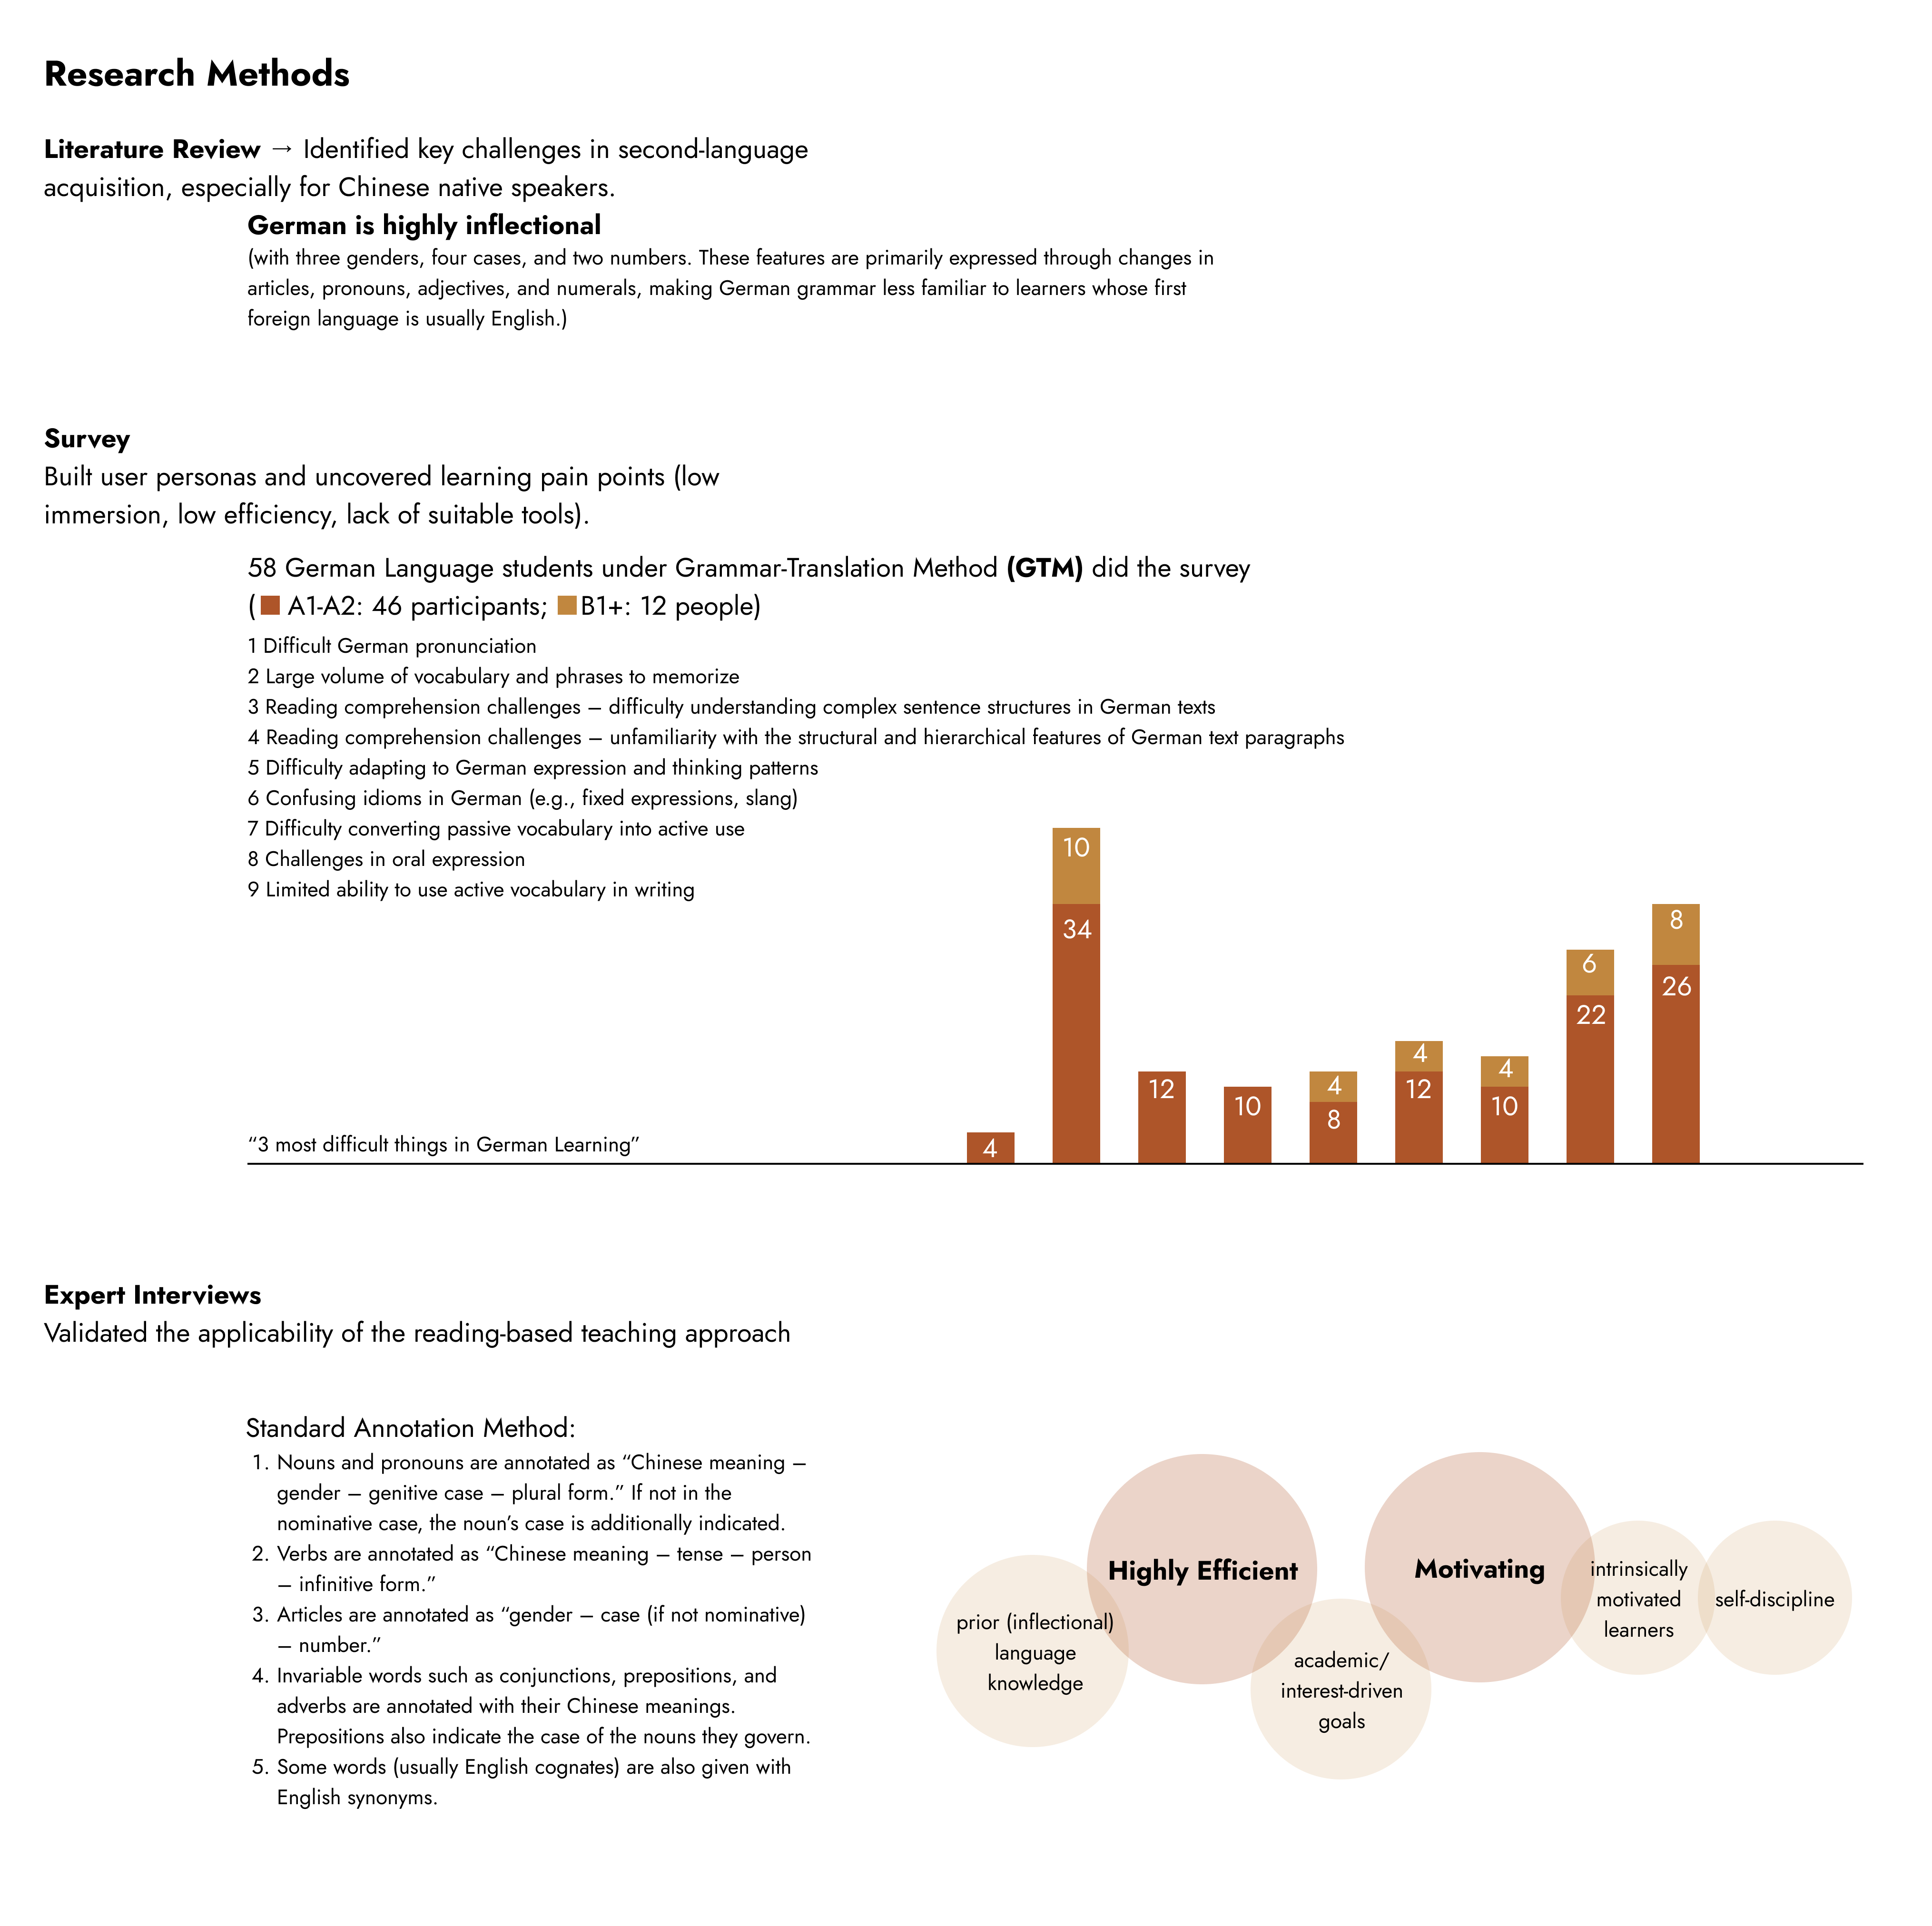 Research Methods
Literature Review → Identified key challenges in second-language
acquisition, especially for Chinese native speakers.
German is highly inflectional
(with three genders, four cases, and two numbers. These features are primarily expressed through changes in
articles, pronouns, adjectives, and numerals, making German grammar less familiar to learners whose first
foreign language is usually English.)
Survey
Built user personas and uncovered learning pain points (low
immersion, low efficiency, lack of suitable tools).
58 German Language students under Grammar-Translation Method (GTM) did the survey
( A1-A2: 46 participants; B1+: 12 people)
1 Difficult German pronunciation
2 Large volume of vocabulary and phrases to memorize
3 Reading comprehension challenges – difficulty understanding complex sentence structures in German texts
4 Reading comprehension challenges – unfamiliarity with the structural and hierarchical features of German text paragraphs
5 Difficulty adapting to German expression and thinking patterns
6 Confusing idioms in German (e.g., fixed expressions, slang)
7 Difficulty converting passive vocabulary into active use
8 Challenges in oral expression
9 Limited ability to use active vocabulary in writing
“3 most difficult things in German Learning”
4
10
34
12
10
4
8
4
12
4
10
6
22
8
26
Expert Interviews
Validated the applicability of the reading-based teaching approach
Standard Annotation Method:
1. Nouns and pronouns are annotated as “Chinese meaning –
gender – genitive case – plural form.” If not in the
nominative case, the noun’s case is additionally indicated.
2. Verbs are annotated as “Chinese meaning – tense – person
– infinitive form.”
3. Articles are annotated as “gender – case (if not nominative)
– number.”
4. Invariable words such as conjunctions, prepositions, and
adverbs are annotated with their Chinese meanings.
Prepositions also indicate the case of the nouns they govern.
5. Some words (usually English cognates) are also given with
English synonyms.
Highly Efficient
prior (inflectional)
language
knowledge
academic/
interest-driven
goals
Motivating
intrinsically
motivated
learners
self-discipline